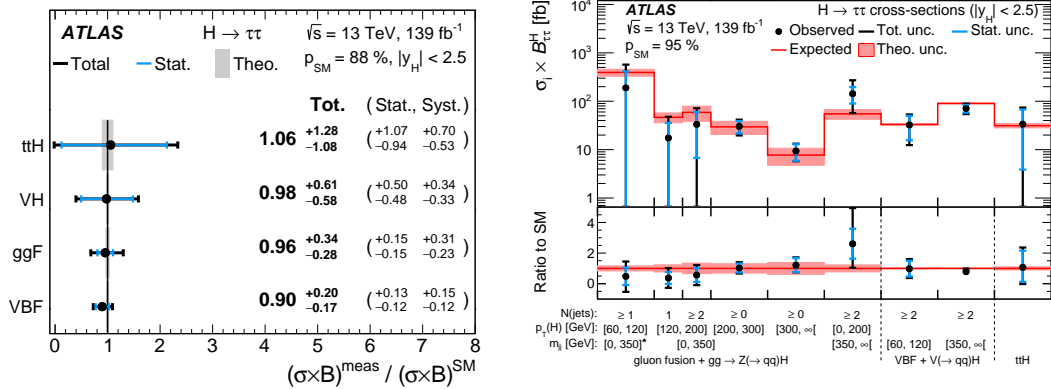 ATLAS H → ττ √s = 13 TeV, 139 fb⁻¹
Total Stat. Theo. p_SM = 88 %, |y_H| < 2.5
Tot. (Stat., Syst.)
ttH 1.06 +1.28 −1.08 ( +1.07 −0.94 +0.70 −0.53 )
VH 0.98 +0.61 −0.58 ( +0.50 −0.48 +0.34 −0.33 )
ggF 0.96 +0.34 −0.28 ( +0.15 −0.15 +0.31 −0.23 )
VBF 0.90 +0.20 −0.17 ( +0.13 −0.12 +0.15 −0.12 )
0 1 2 3 4 5 6 7 8
(σ×B)^meas / (σ×B)^SM
ATLAS H → ττ cross-sections (|y_H| < 2.5)
√s = 13 TeV, 139 fb⁻¹
p_SM = 95 %
Observed Tot. unc. Stat. unc.
Expected Theo. unc.
σ_i × B^H_ττ [fb]
10³
10²
10
1
Ratio to SM
4
2
0
N(jets): ≥ 1 1 ≥ 2 ≥ 0 ≥ 0 ≥ 2 ≥ 2 ≥ 2
p_T(H) [GeV]: [60, 120] [120, 200] [200, 300] [300, ∞[ [0, 200]
m_jj [GeV]: [0, 350]* [0, 350] [350, ∞[ [60, 120] [350, ∞[
gluon fusion + gg → Z(→ qq)H VBF + V(→ qq)H ttH